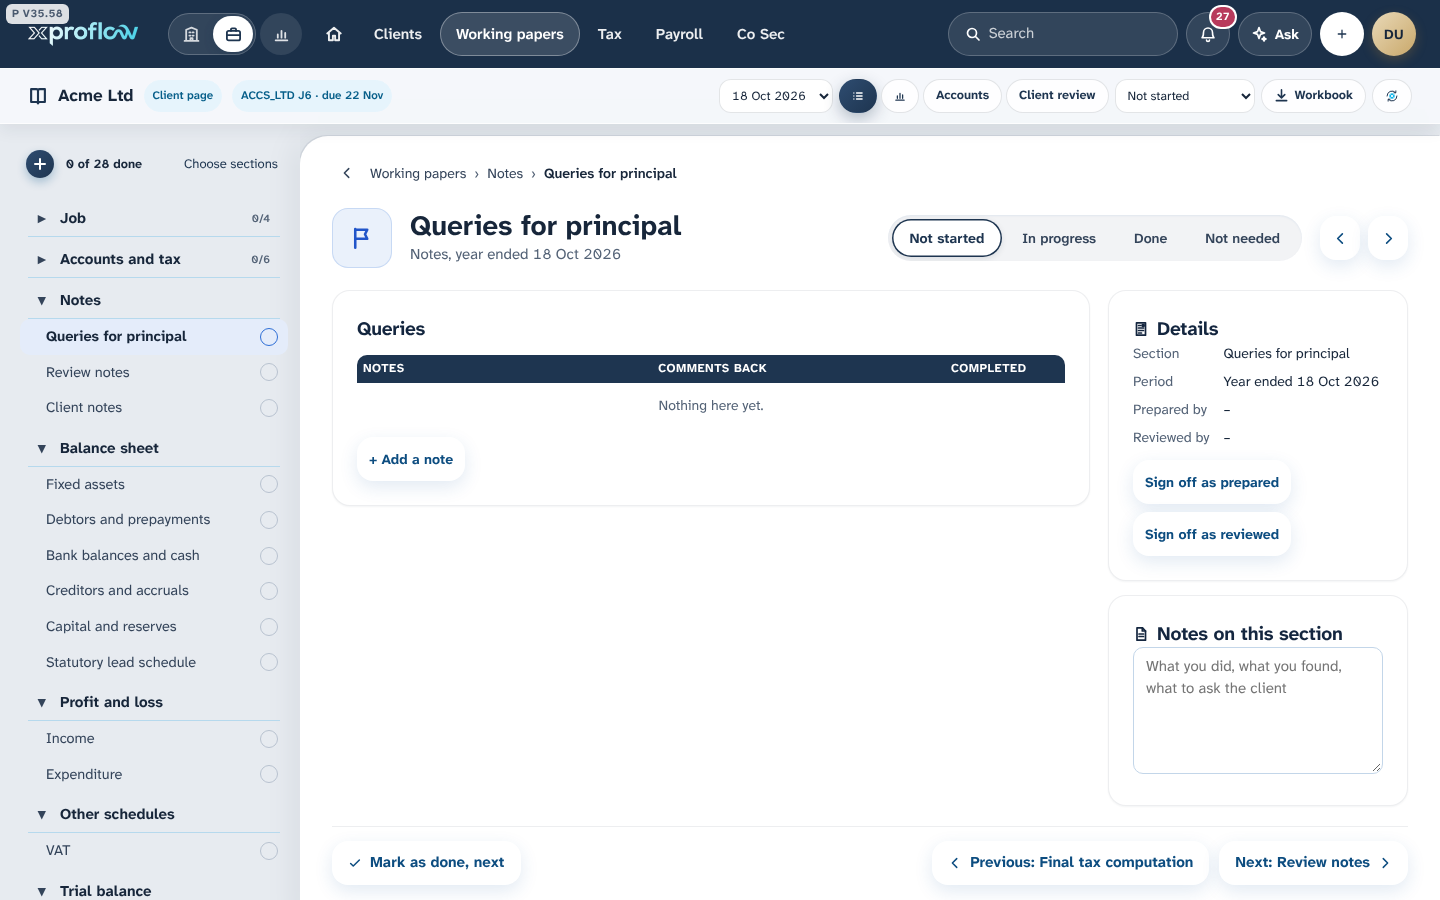 P V35.58
xproflow
Clients
Working papers
Tax
Payroll
Co Sec
Search
27
Ask
+
DU
Acme Ltd
Client page
ACCS_LTD J6 · due 22 Nov
18 Oct 2026
Accounts
Client review
Not started
Workbook
0 of 28 done
Choose sections
Job
0/4
Accounts and tax
0/6
Notes
Queries for principal
Review notes
Client notes
Balance sheet
Fixed assets
Debtors and prepayments
Bank balances and cash
Creditors and accruals
Capital and reserves
Statutory lead schedule
Profit and loss
Income
Expenditure
Other schedules
VAT
Trial balance
Working papers › Notes › Queries for principal
Queries for principal
Notes, year ended 18 Oct 2026
Not started
In progress
Done
Not needed
Queries
NOTES
COMMENTS BACK
COMPLETED
Nothing here yet.
+ Add a note
Details
Section Queries for principal
Period Year ended 18 Oct 2026
Prepared by –
Reviewed by –
Sign off as prepared
Sign off as reviewed
Notes on this section
What you did, what you found,
what to ask the client
Mark as done, next
Previous: Final tax computation
Next: Review notes